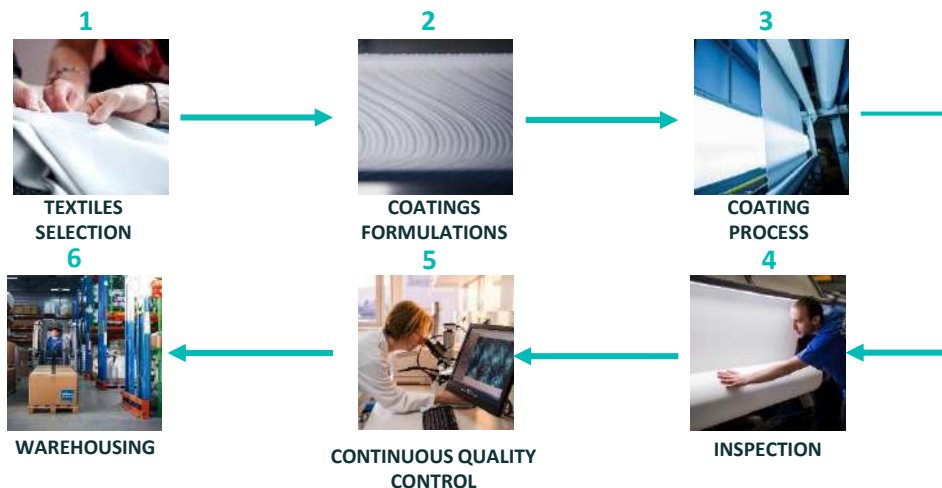 1
2
3
TEXTILES
SELECTION
COATINGS
FORMULATIONS
COATING
PROCESS
6
5
4
WAREHOUSING
CONTINUOUS QUALITY
CONTROL
INSPECTION